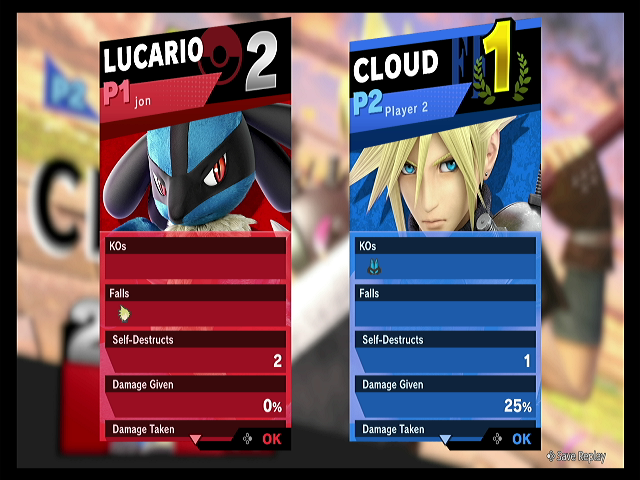 LUCARIO 2
P1 jon
KOs
Falls
Self-Destructs
2
Damage Given
0%
Damage Taken
OK
CLOUD 1
P2 Player 2
KOs
Falls
Self-Destructs
1
Damage Given
25%
Damage Taken
OK
Save Replay
P2